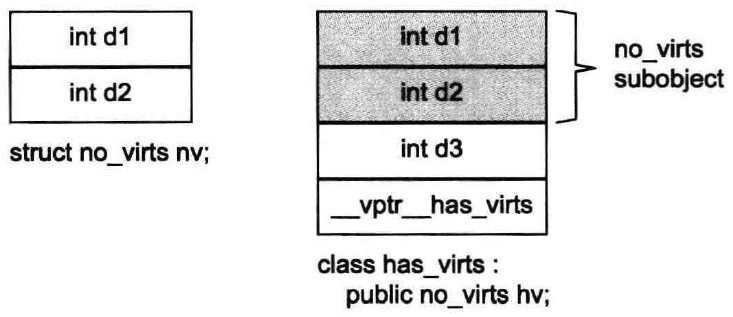 int d1
int d2
struct no_virts nv;
int d1
int d2
int d3
__vptr__has_virts
class has_virts :
public no_virts hv;
no_virts
subobject